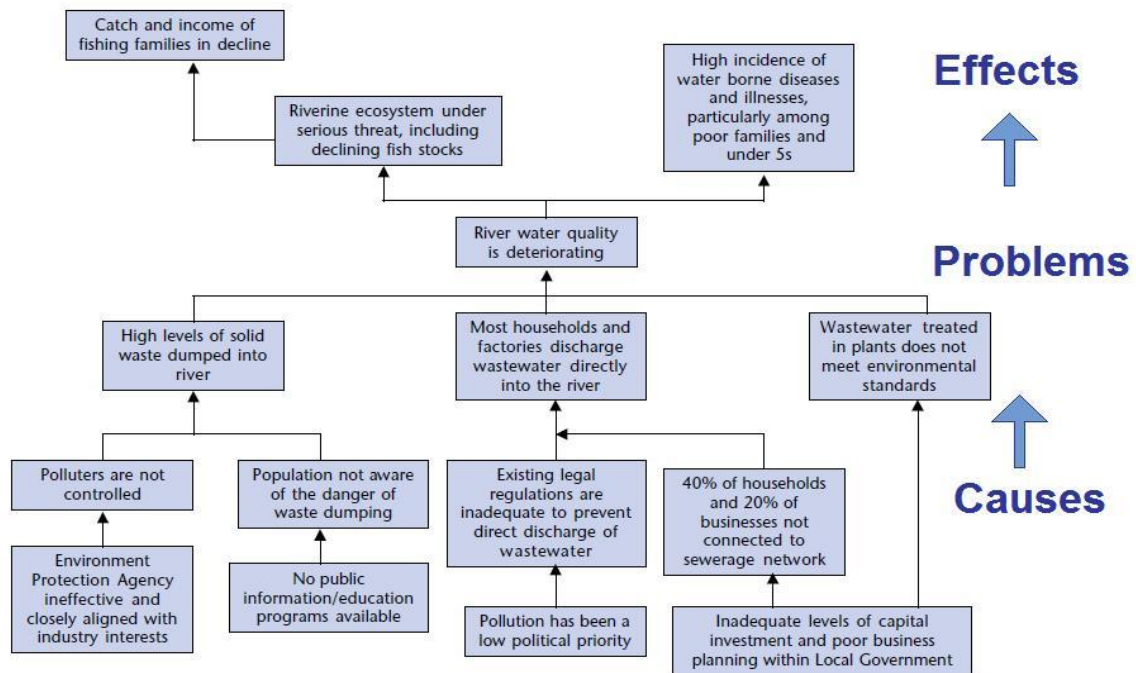 Catch and income of
fishing families in decline
High incidence of
water borne diseases
and illnesses,
particularly among
poor families and
under 5s
Effects
Riverine ecosystem under
serious threat, including
declining fish stocks
River water quality
is deteriorating
Problems
High levels of solid
waste dumped into
river
Most households and
factories discharge
wastewater directly
into the river
Wastewater treated
in plants does not
meet environmental
standards
Polluters are not
controlled
Population not aware
of the danger of
waste dumping
Existing legal
regulations are
inadequate to prevent
direct discharge of
wastewater
40% of households
and 20% of
businesses not
connected to
sewerage network
Causes
Environment
Protection Agency
ineffective and
closely aligned with
industry interests
No public
information/education
programs available
Pollution has been a
low political priority
Inadequate levels of capital
investment and poor business
planning within Local Government